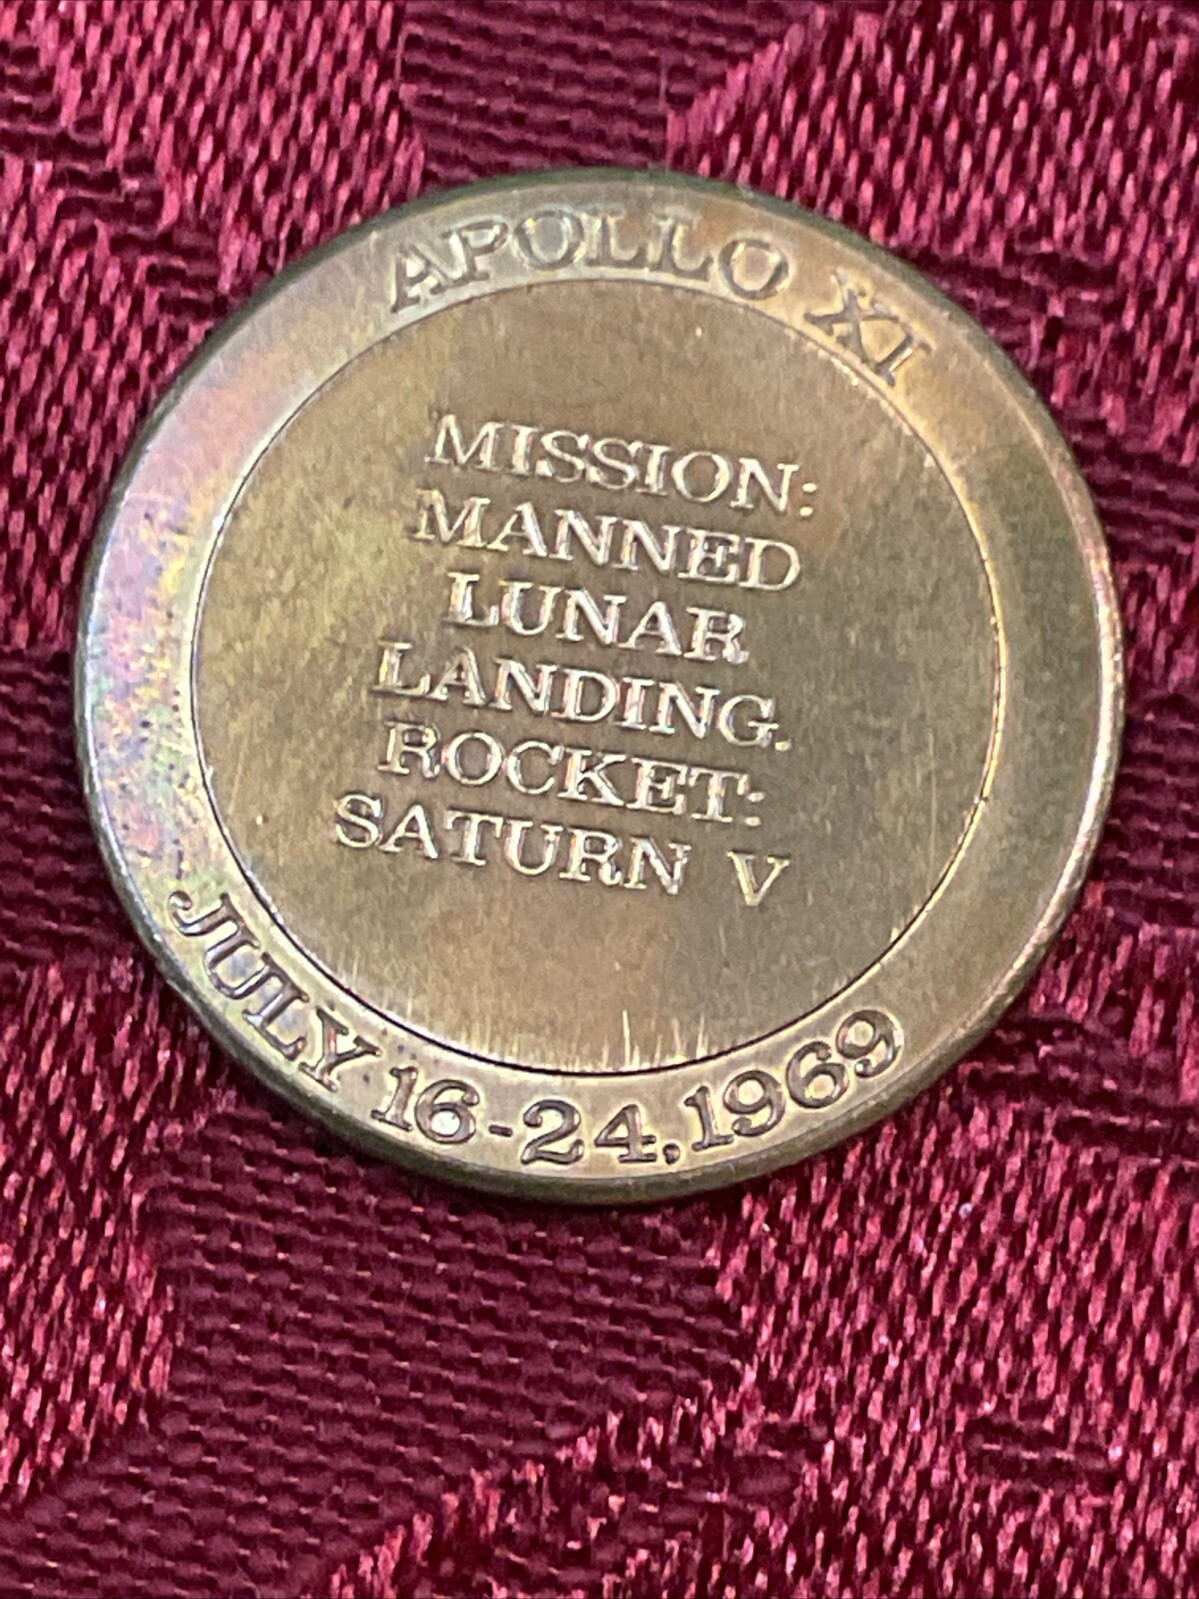 APOLLO XI
MISSION:
MANNED
LUNAR
LANDING.
ROCKET:
SATURN V
JULY 16-24, 1969